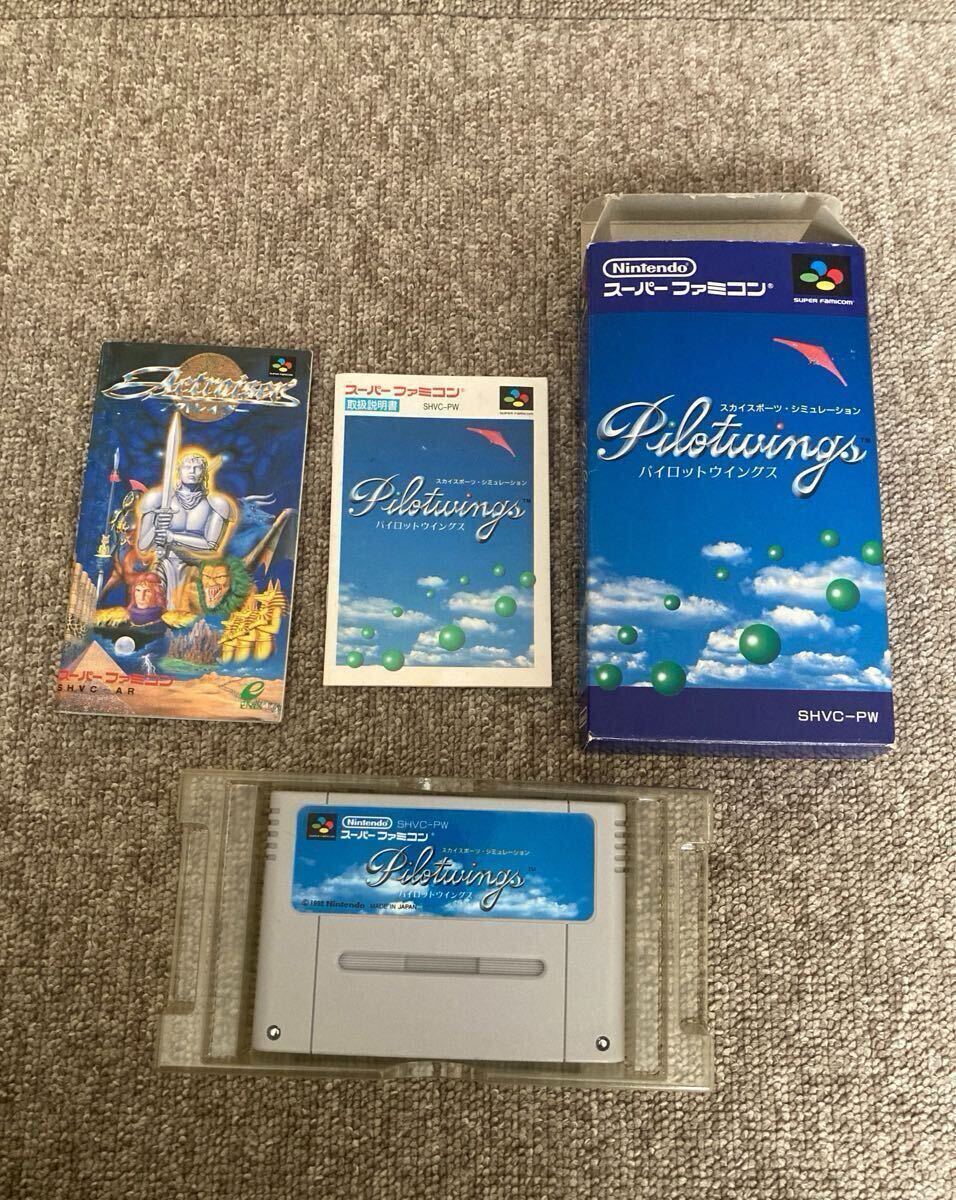 Actraiser
スーパーファミコン
SHVC-AR
スーパーファミコン®
取扱説明書
SHVC-PW
SUPER FAMICOM
スカイスポーツ・シミュレーション
Pilotwings™
パイロットウイングス
Nintendo®
スーパーファミコン®
SUPER FAMICOM™
スカイスポーツ・シミュレーション
Pilotwings™
パイロットウイングス
SHVC-PW
Nintendo SHVC-PW
スーパーファミコン®
スカイスポーツ・シミュレーション
Pilotwings™
パイロットウイングス
©1990 Nintendo MADE IN JAPAN